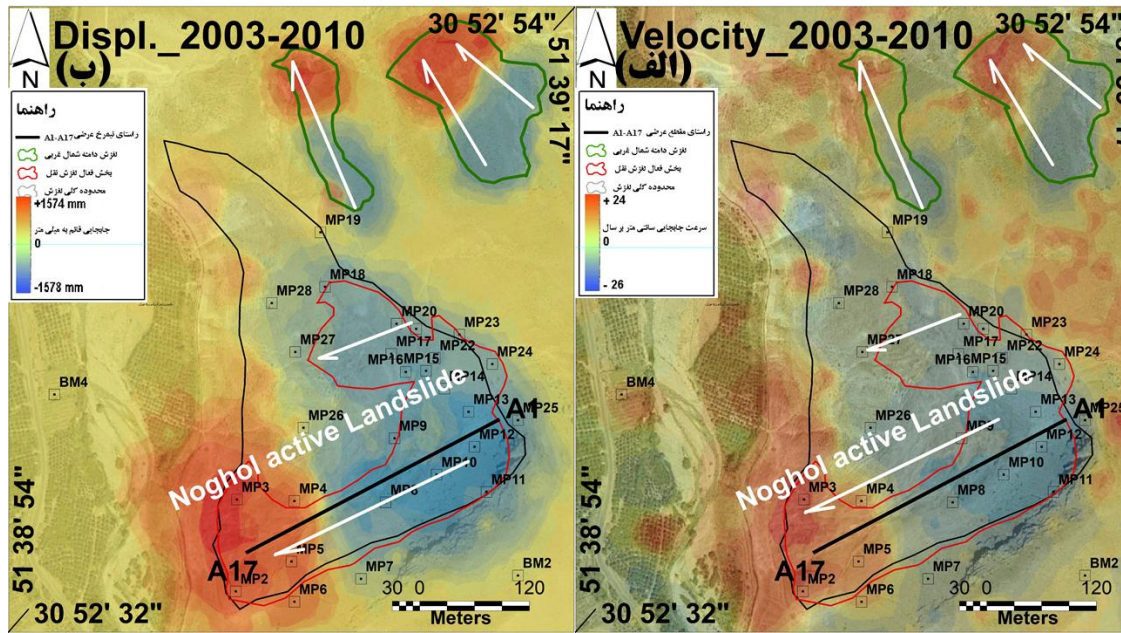 Displ._2003-2010
(ب)
30 52' 54"
51 39' 17"
N
راهنما
راستای نیمرخ عرضی A1-A17
لغزش دامنه شمال غربی
بخش فعال لغزش نقل
محدوده کلی لغزش
+1574 mm
جابجایی قائم به میلی متر
0
-1578 mm
MP19
MP18
MP28
MP20
MP23
MP27
MP17
MP22
MP16
MP15
MP24
MP14
BM4
MP13
A1
MP25
MP26
MP9
MP12
Noghol active Landslide
MP10
MP11
MP3
MP4
MP8
MP5
A17
MP2
MP7
BM2
MP6
30 0 120
Meters
51 38' 54"
30 52' 32"
Velocity_2003-2010
(الف)
30 52' 54"
N
راهنما
راستای مقطع عرضی A1-A17
لغزش دامنه شمال غربی
بخش فعال لغزش نقل
محدوده کلی لغزش
+ 24
سرعت جابجایی سانتی متر بر سال
0
- 26
MP19
MP18
MP28
MP20
MP23
MP27
MP17
MP22
MP16
MP15
MP24
MP14
BM4
MP13
A1
MP25
MP26
MP9
MP12
Noghol active Landslide
MP10
MP11
MP3
MP4
MP8
MP5
A17
MP2
MP7
BM2
MP6
30 0 120
Meters
51 38' 54"
30 52' 32"